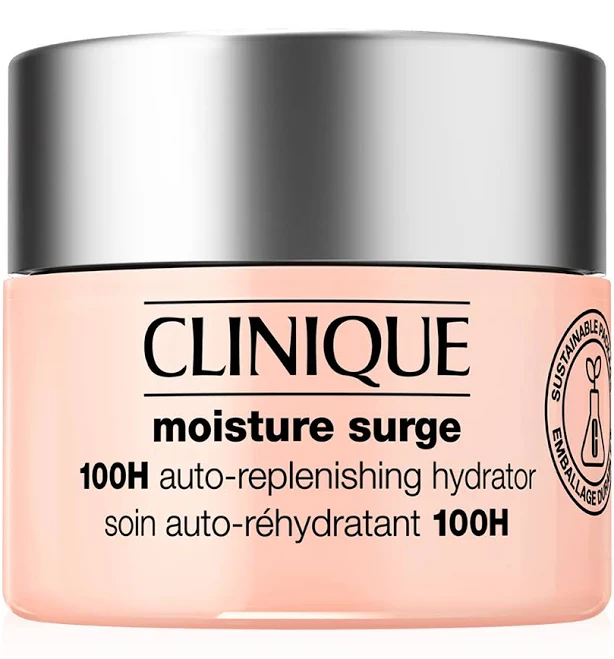 CLINIQUE
moisture surge
100H auto-replenishing hydrator
soin auto-réhydratant 100H
SUSTAINABLE
EMBALLAGE